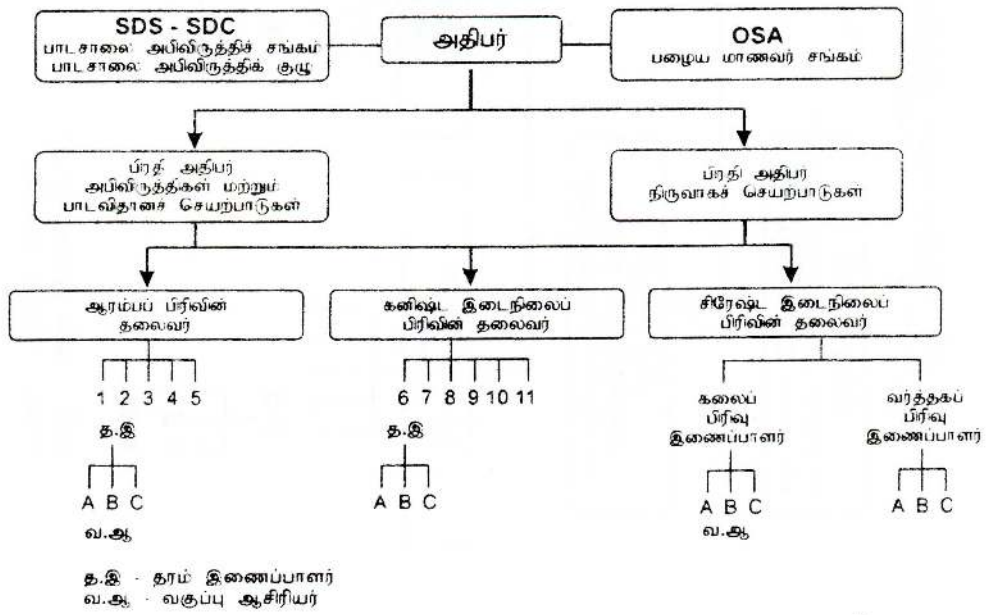 SDS - SDC
பாடசாலை அபிவிருத்திச் சங்கம்
பாடசாலை அபிவிருத்திக் குழு
அதிபர்
OSA
பழைய மாணவர் சங்கம்
பிரதி அதிபர்
அபிவிருத்திகள் மற்றும்
பாடவிதானச் செயற்பாடுகள்
பிரதி அதிபர்
நிருவாகச் செயற்பாடுகள்
ஆரம்பப் பிரிவின்
தலைவர்
கனிஷ்ட இடைநிலைப்
பிரிவின் தலைவர்
சிரேஷ்ட இடைநிலைப்
பிரிவின் தலைவர்
1 2 3 4 5
த.இ
A B C
வ.ஆ
6 7 8 9 10 11
த.இ
A B C
கலைப்
பிரிவு
இணைப்பாளர்
A B C
வ.ஆ
வர்த்தகப்
பிரிவு
இணைப்பாளர்
A B C
த.இ - தரம் இணைப்பாளர்
வ.ஆ - வகுப்பு ஆசிரியர்